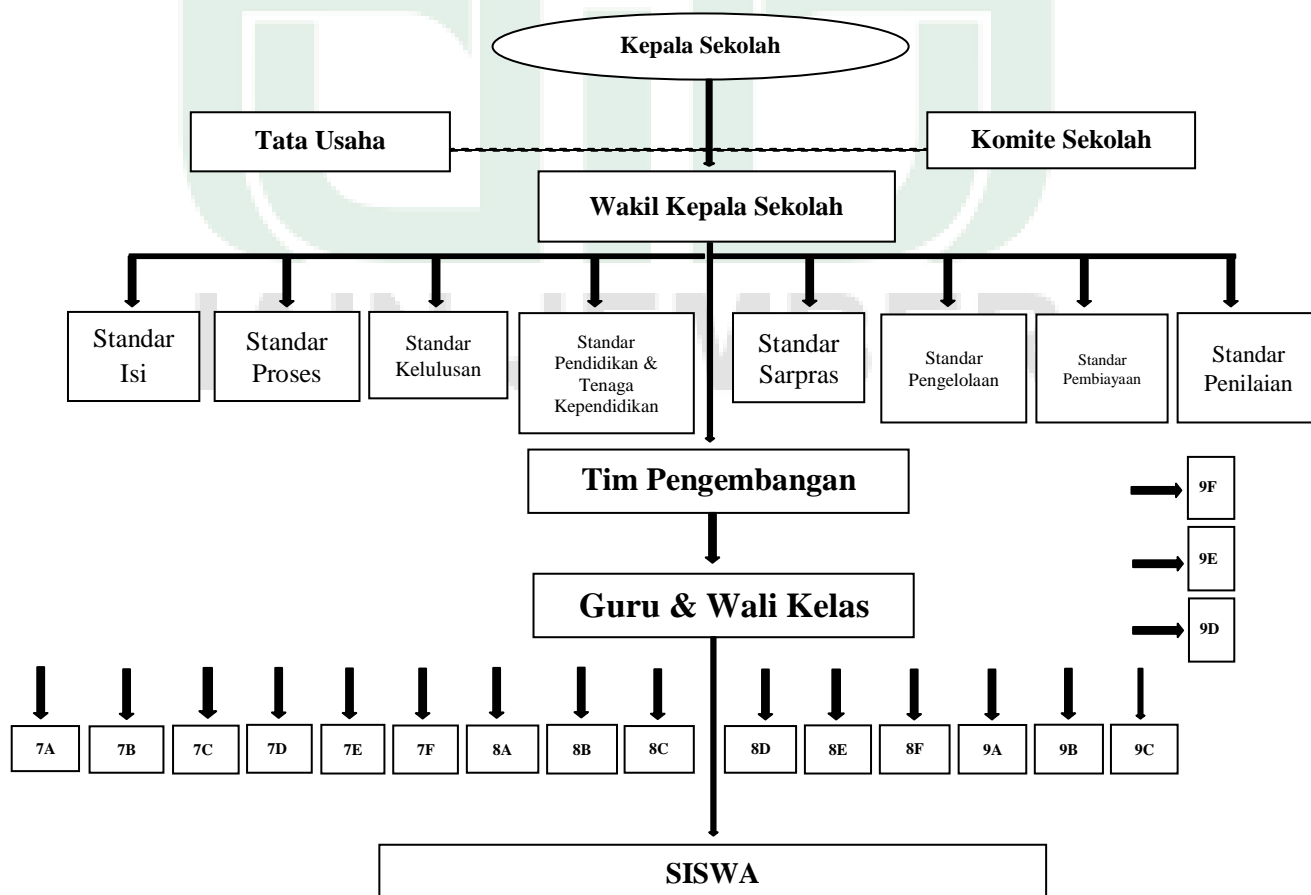 Kepala Sekolah
Tata Usaha
Komite Sekolah
Wakil Kepala Sekolah
Standar
Isi
Standar
Proses
Standar
Kelulusan
Standar
Pendidikan &
Tenaga
Kependidikan
Standar
Sarpras
Standar
Pengelolaan
Standar
Pembiayaan
Standar
Penilaian
Tim Pengembangan
9F
9E
Guru & Wali Kelas
9D
7A
7B
7C
7D
7E
7F
8A
8B
8C
8D
8E
8F
9A
9B
9C
SISWA